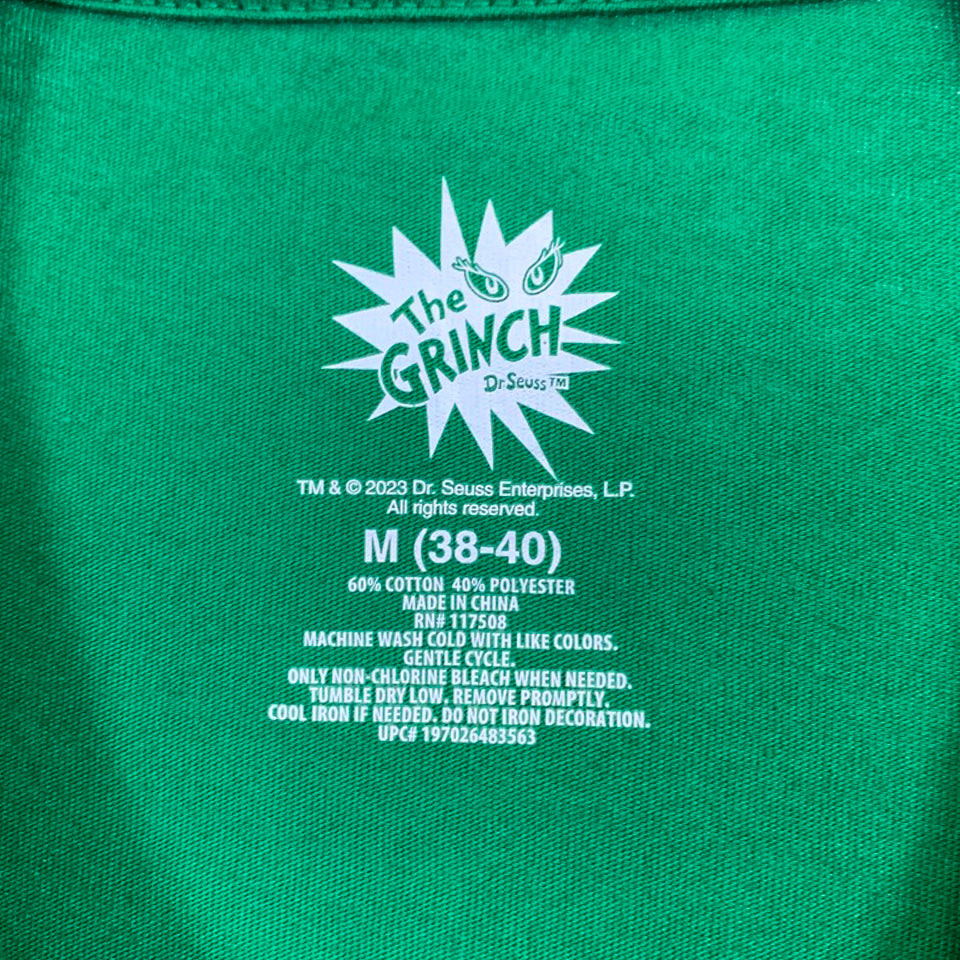 The
GRINCH
Dr Seuss™
TM & © 2023 Dr. Seuss Enterprises, L.P.
All rights reserved.
M (38-40)
60% COTTON 40% POLYESTER
MADE IN CHINA
RN# 117508
MACHINE WASH COLD WITH LIKE COLORS.
GENTLE CYCLE.
ONLY NON-CHLORINE BLEACH WHEN NEEDED.
TUMBLE DRY LOW. REMOVE PROMPTLY.
COOL IRON IF NEEDED. DO NOT IRON DECORATION.
UPC# 197026483563